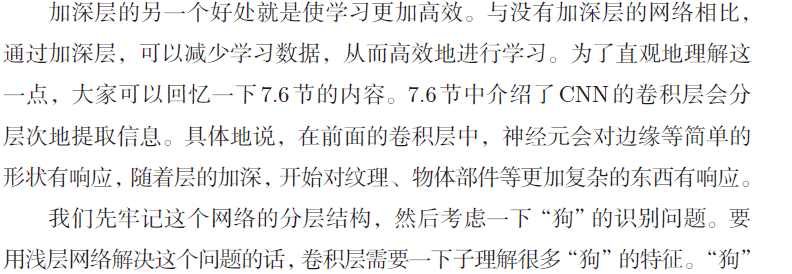 加深层的另一个好处就是使学习更加高效。与没有加深层的网络相比，
通过加深层，可以减少学习数据，从而高效地进行学习。为了直观地理解这
一点，大家可以回忆一下 7.6 节的内容。7.6 节中介绍了 CNN 的卷积层会分
层次地提取信息。具体地说，在前面的卷积层中，神经元会对边缘等简单的
形状有响应，随着层的加深，开始对纹理、物体部件等更加复杂的东西有响应。
我们先牢记这个网络的分层结构，然后考虑一下“狗”的识别问题。要
用浅层网络解决这个问题的话，卷积层需要一下子理解很多“狗”的特征。“狗”